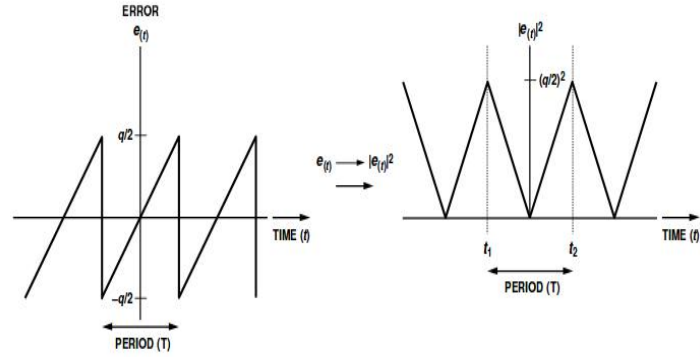 ERROR
e(t)
q/2
TIME (t)
–q/2
PERIOD (T)
e(t) → |e(t)|²
|e(t)|²
(q/2)²
TIME (t)
t₁ t₂
PERIOD (T)